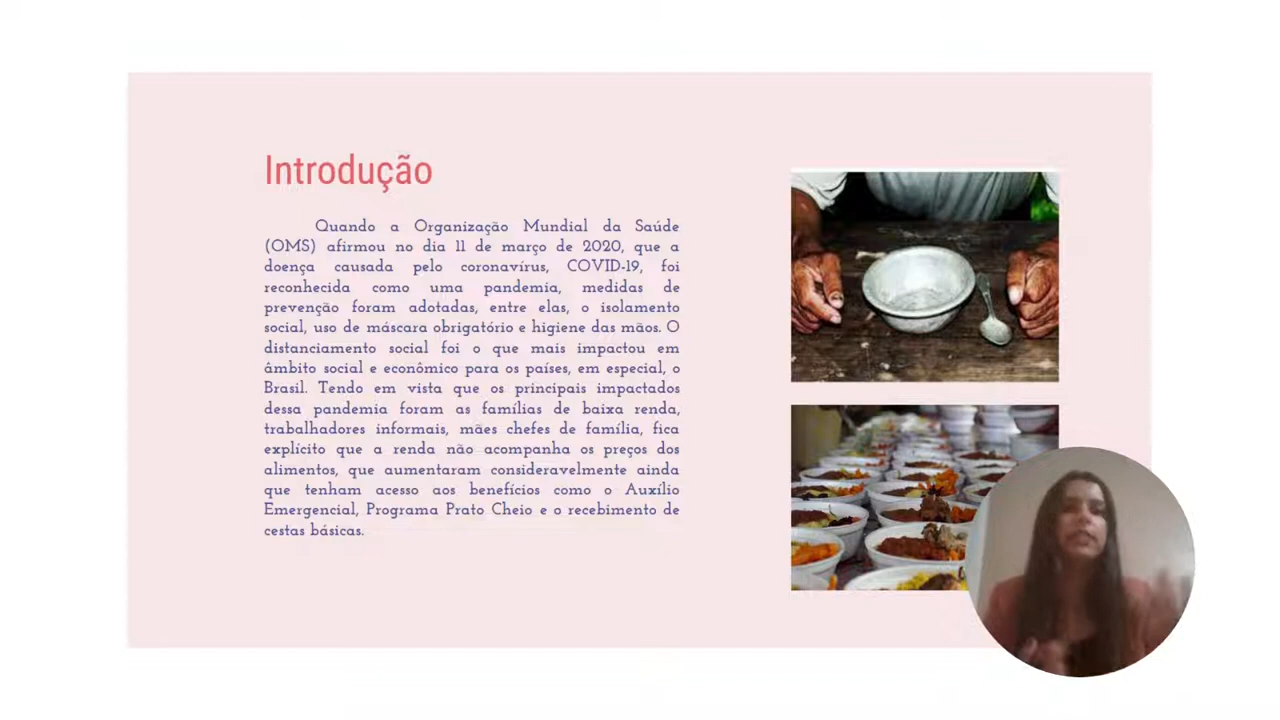 Introdução
Quando a Organização Mundial da Saúde
(OMS) afirmou no dia 11 de março de 2020, que a
doença causada pelo coronavírus, COVID-19, foi
reconhecida como uma pandemia, medidas de
prevenção foram adotadas, entre elas, o isolamento
social, uso de máscara obrigatório e higiene das mãos. O
distanciamento social foi o que mais impactou em
âmbito social e econômico para os países, em especial, o
Brasil. Tendo em vista que os principais impactados
dessa pandemia foram as famílias de baixa renda,
trabalhadores informais, mães chefes de família, fica
explícito que a renda não acompanha os preços dos
alimentos, que aumentaram consideravelmente ainda
que tenham acesso aos benefícios como o Auxílio
Emergencial, Programa Prato Cheio e o recebimento de
cestas básicas.